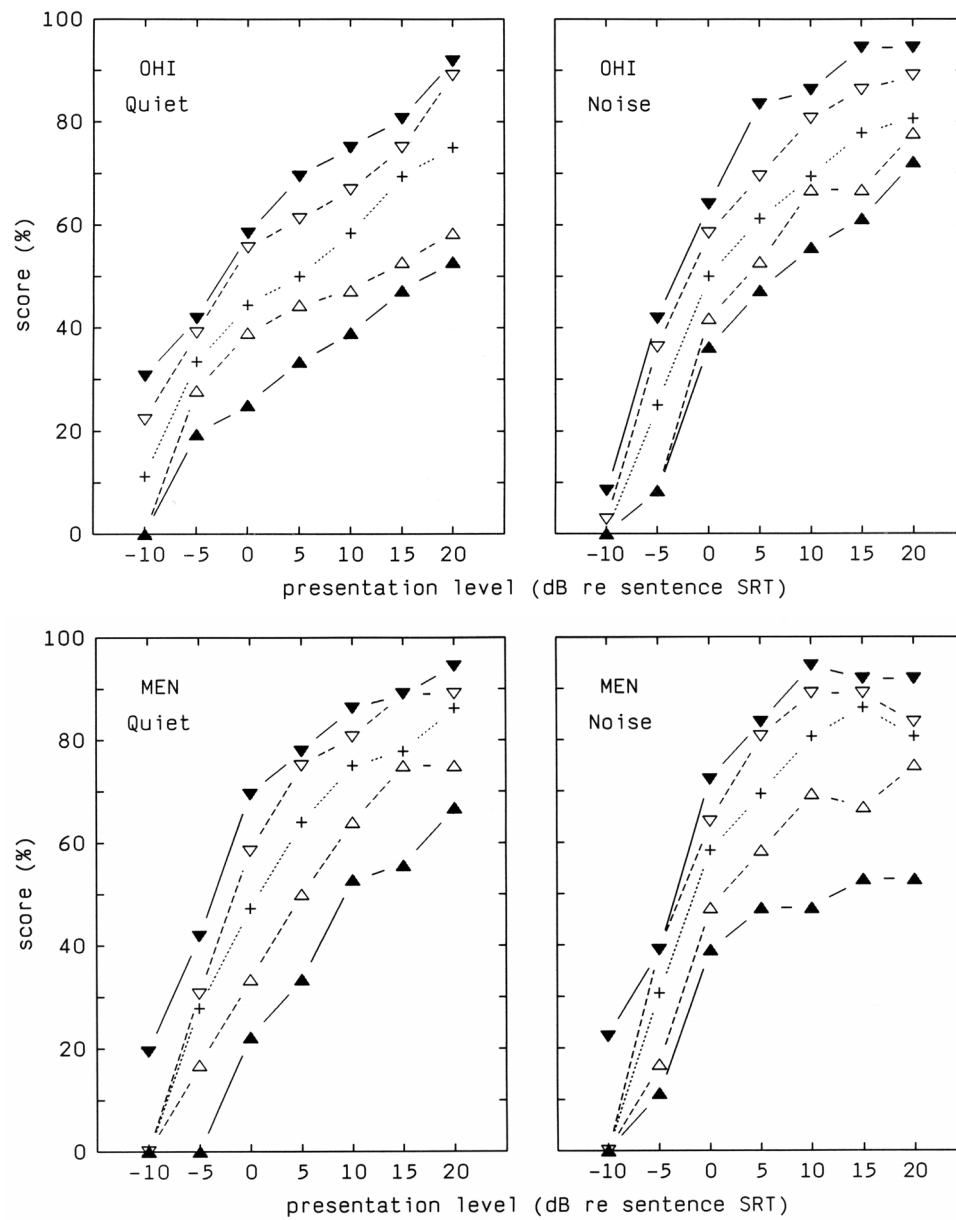 100
80
60
40
20
0
score (%)
OHI
Quiet
-10 -5 0 5 10 15 20
OHI
Noise
-10 -5 0 5 10 15 20
presentation level (dB re sentence SRT)
100
80
60
40
20
0
score (%)
MEN
Quiet
-10 -5 0 5 10 15 20
MEN
Noise
-10 -5 0 5 10 15 20
presentation level (dB re sentence SRT)